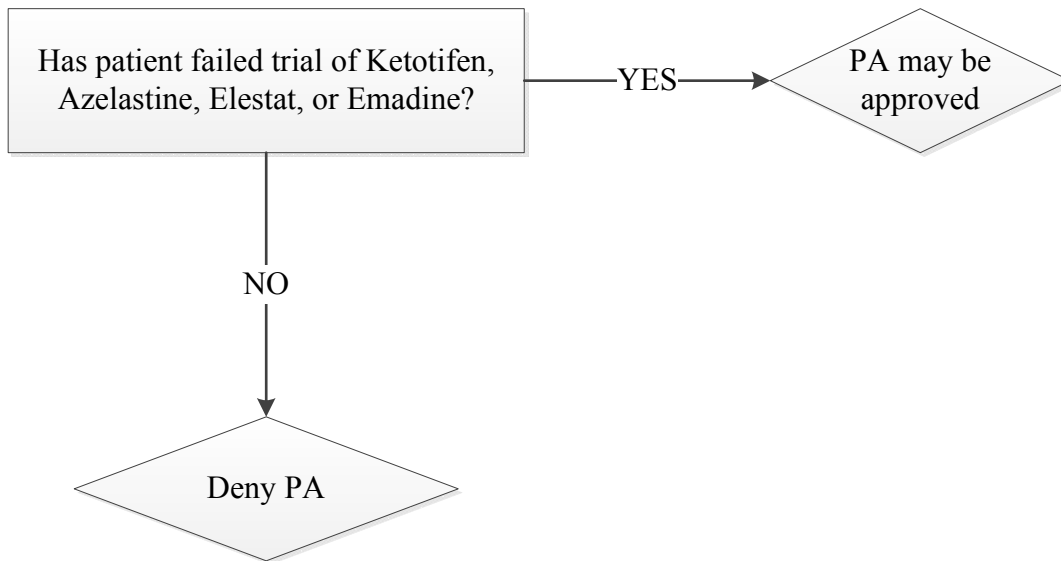 Has patient failed trial of Ketotifen,
Azelastine, Elestat, or Emadine?
YES
PA may be
approved
NO
Deny PA